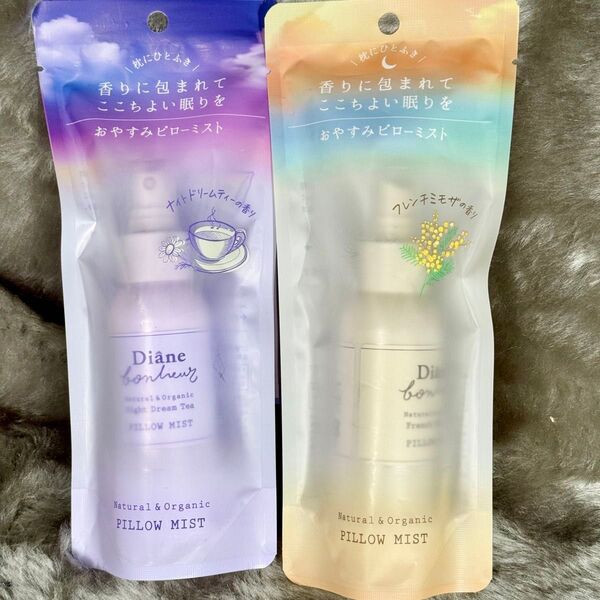 枕にひとふき
香りに包まれて
ここちよい眠りを
おやすみピローミスト
ナイトドリームティーの香り
Diâne
bonheur
Natural & Organic
Night Dream Tea
PILLOW MIST
Natural & Organic
PILLOW MIST
枕にひとふき
香りに包まれて
ここちよい眠りを
おやすみピローミスト
フレンチミモザの香り
French
PILLOW
Natural & Organic
PILLOW MIST